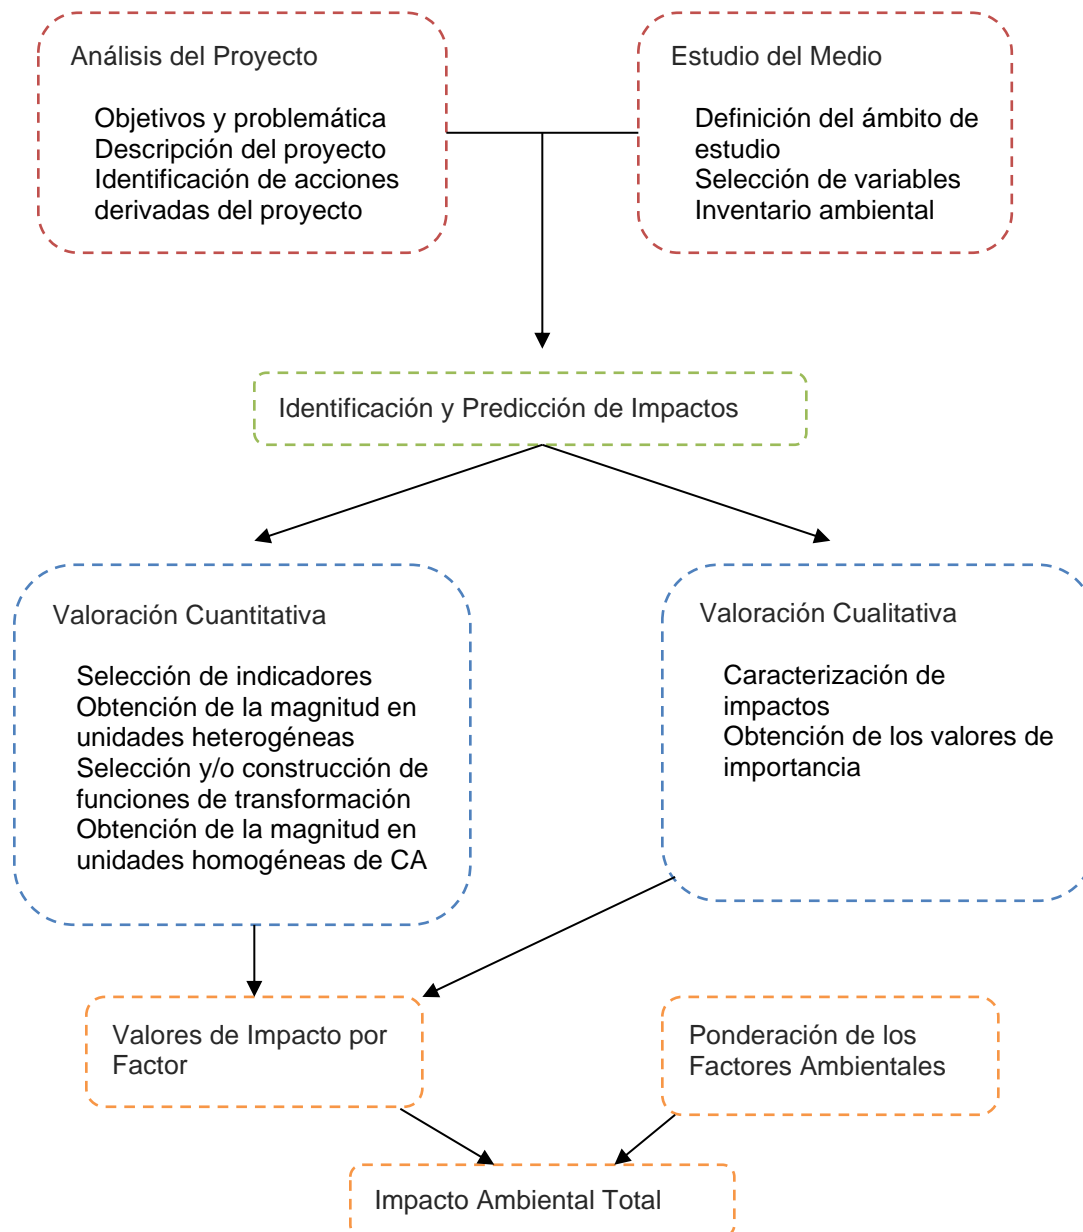 Análisis del Proyecto
Objetivos y problemática
Descripción del proyecto
Identificación de acciones
derivadas del proyecto
Estudio del Medio
Definición del ámbito de
estudio
Selección de variables
Inventario ambiental
Identificación y Predicción de Impactos
Valoración Cuantitativa
Selección de indicadores
Obtención de la magnitud en
unidades heterogéneas
Selección y/o construcción de
funciones de transformación
Obtención de la magnitud en
unidades homogéneas de CA
Valoración Cualitativa
Caracterización de
impactos
Obtención de los valores de
importancia
Valores de Impacto por
Factor
Ponderación de los
Factores Ambientales
Impacto Ambiental Total